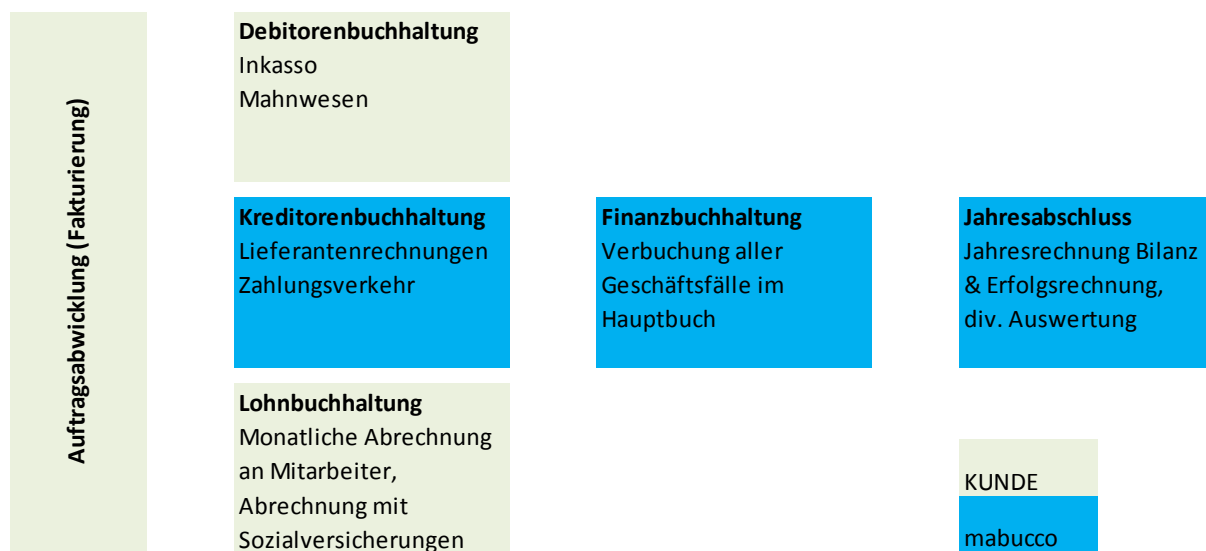 Auftragsabwicklung (Fakturierung)
Debitorenbuchhaltung
Inkasso
Mahnwesen
Kreditorenbuchhaltung
Lieferantenrechnungen
Zahlungsverkehr
Finanzbuchhaltung
Verbuchung aller
Geschäftsfälle im
Hauptbuch
Jahresabschluss
Jahresrechnung Bilanz
& Erfolgsrechnung,
div. Auswertung
Lohnbuchhaltung
Monatliche Abrechnung
an Mitarbeiter,
Abrechnung mit
Sozialversicherungen
KUNDE
mabucco